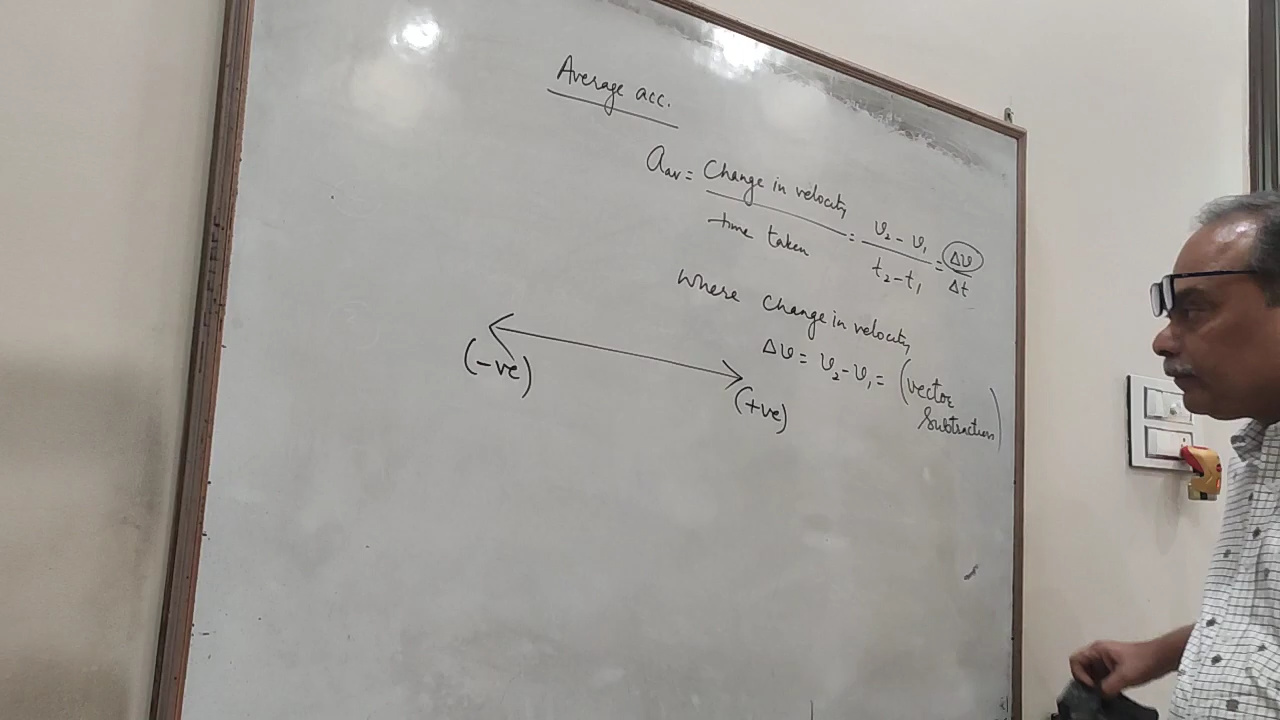 Average acc.
a_av = Change in velocity / time taken = v₂ - v₁ / t₂ - t₁ = Δv / Δt
where change in velocity
Δv = v₂ - v₁ = (vector subtraction)
(-ve) (+ve)